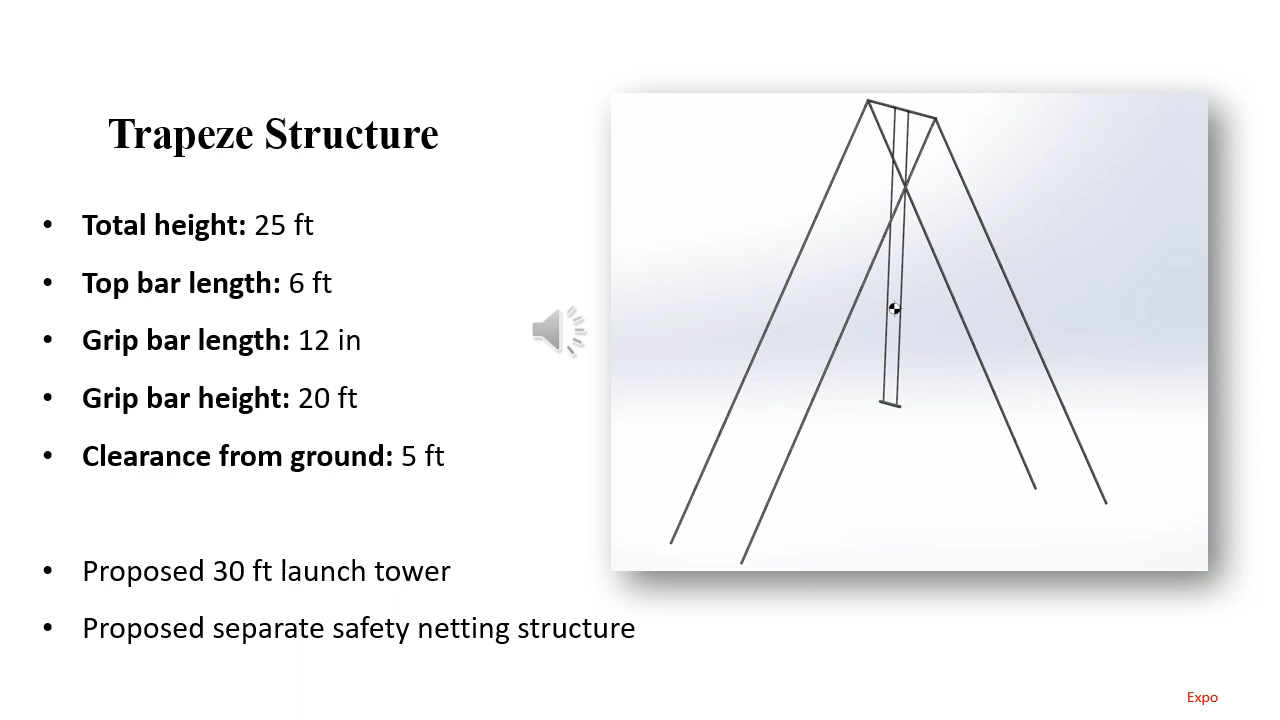 Trapeze Structure
• Total height: 25 ft
• Top bar length: 6 ft
• Grip bar length: 12 in
• Grip bar height: 20 ft
• Clearance from ground: 5 ft
• Proposed 30 ft launch tower
• Proposed separate safety netting structure
Expo